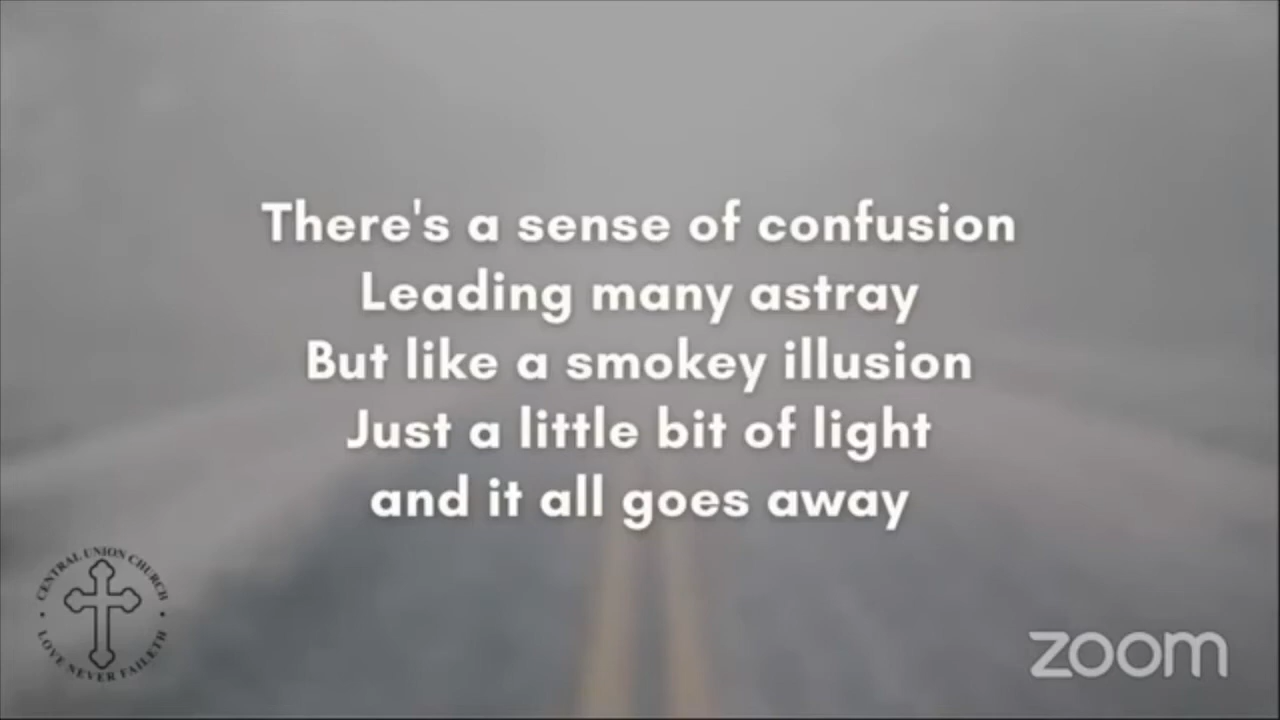 There's a sense of confusion
Leading many astray
But like a smokey illusion
Just a little bit of light
and it all goes away
CENTRAL UNION CHURCH
LOVE NEVER FAILETH
zoom